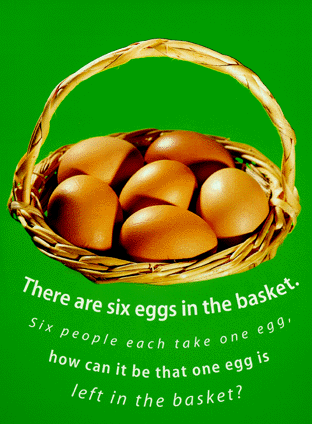 There are six eggs in the basket.
Six people each take one egg,
how can it be that one egg is
left in the basket?